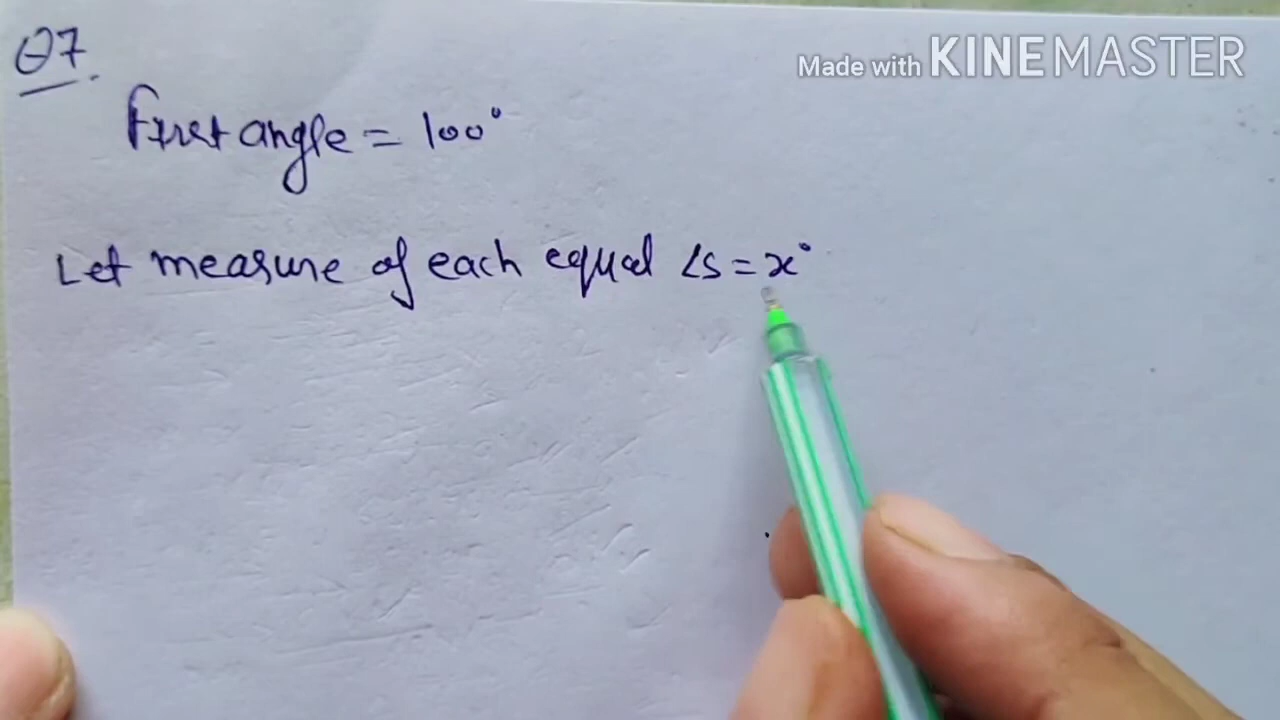 Q7.
Made with KINEMASTER
First angle = 100°
Let measure of each equal ∠s = x°